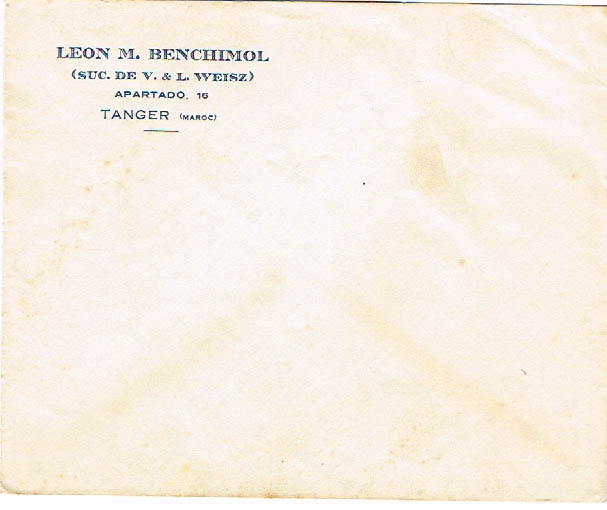 LEON M. BENCHIMOL
(SUC. DE V. & L. WEISZ)
APARTADO, 16
TANGER (MAROC)